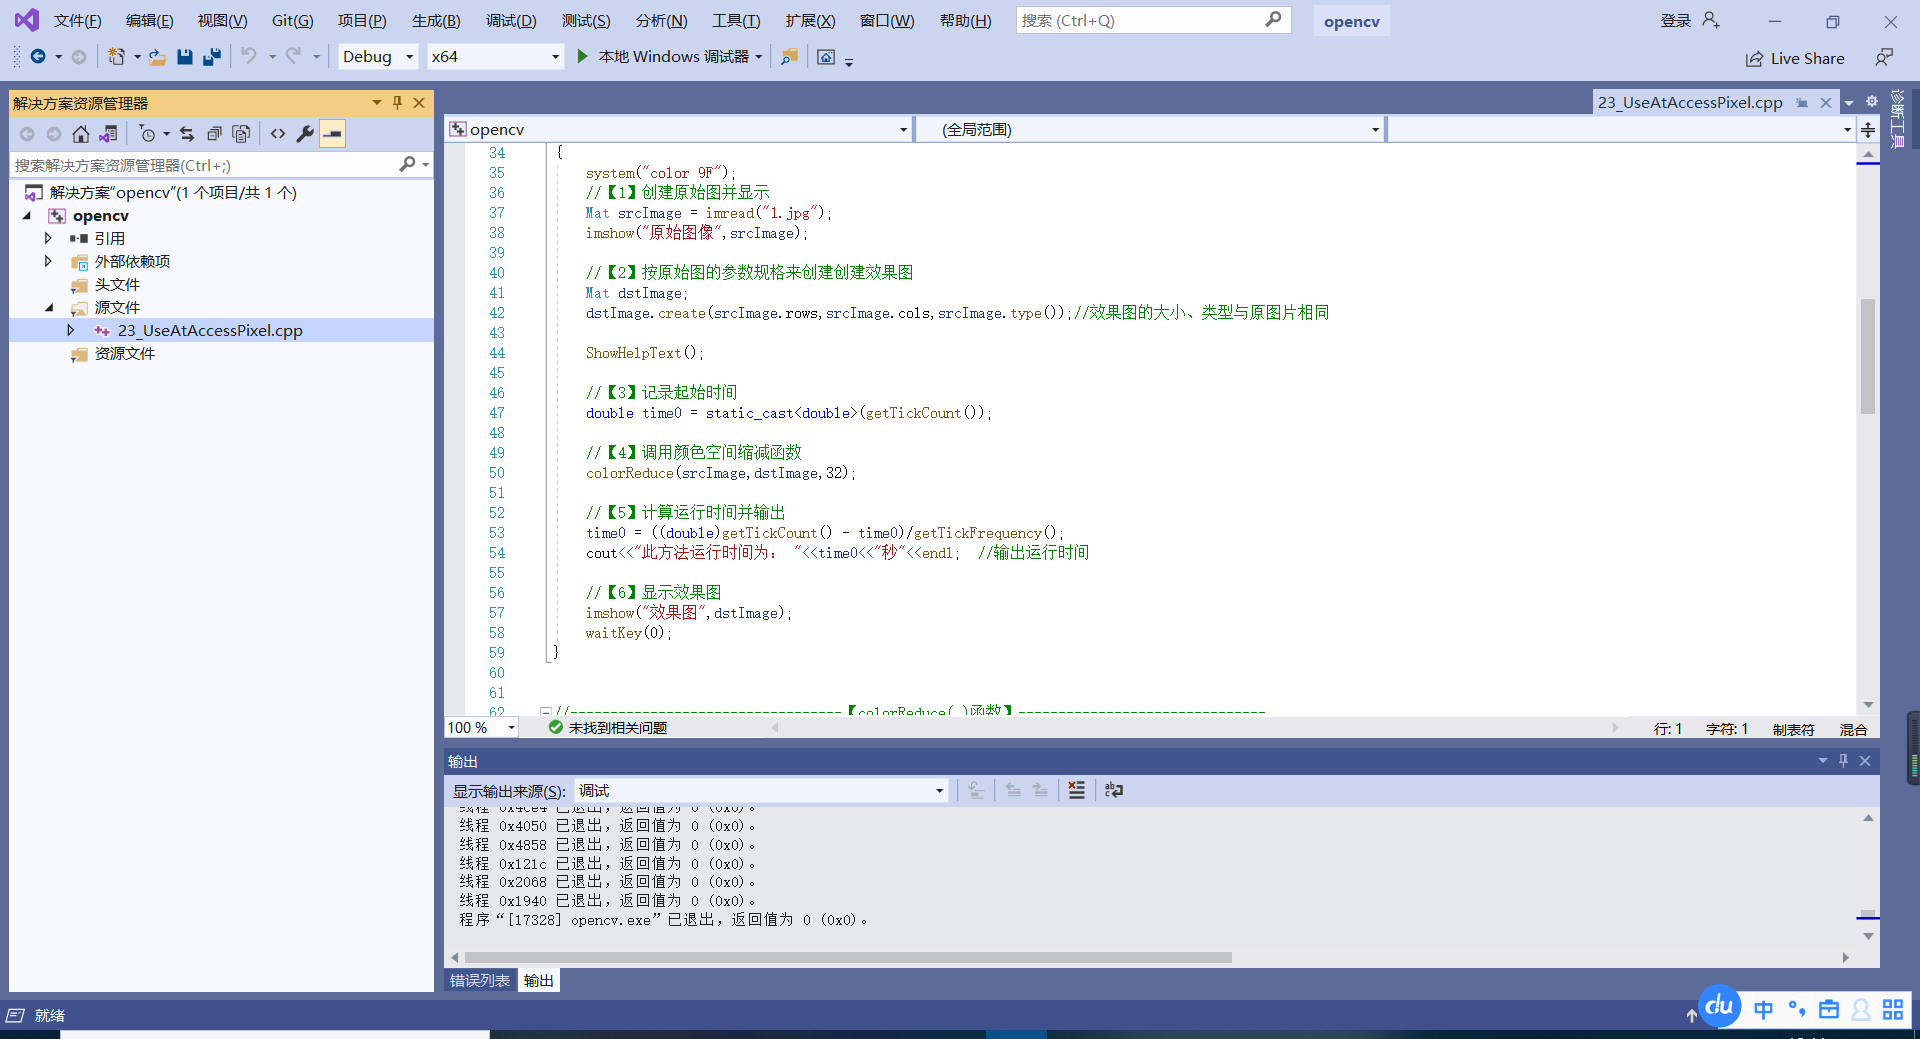 文件(F) 编辑(E) 视图(V) Git(G) 项目(P) 生成(B) 调试(D) 测试(S) 分析(N) 工具(T) 扩展(X) 窗口(W) 帮助(H) 搜索 (Ctrl+Q) opencv 登录
Debug x64 本地 Windows 调试器 Live Share
解决方案资源管理器
搜索解决方案资源管理器(Ctrl+;)
解决方案"opencv"(1 个项目/共 1 个)
opencv
引用
外部依赖项
头文件
源文件
23_UseAtAccessPixel.cpp
资源文件
23_UseAtAccessPixel.cpp
诊断工具
opencv (全局范围)
34 {
35 system("color 9F");
36 //【1】创建原始图并显示
37 Mat srcImage = imread("1.jpg");
38 imshow("原始图像",srcImage);
39
40 //【2】按原始图的参数规格来创建创建效果图
41 Mat dstImage;
42 dstImage.create(srcImage.rows,srcImage.cols,srcImage.type());//效果图的大小、类型与原图片相同
43
44 ShowHelpText();
45
46 //【3】记录起始时间
47 double time0 = static_cast<double>(getTickCount());
48
49 //【4】调用颜色空间缩减函数
50 colorReduce(srcImage,dstImage,32);
51
52 //【5】计算运行时间并输出
53 time0 = ((double)getTickCount() - time0)/getTickFrequency();
54 cout<<"此方法运行时间为： "<<time0<<"秒"<<endl; //输出运行时间
55
56 //【6】显示效果图
57 imshow("效果图",dstImage);
58 waitKey(0);
59 }
60
61
62 //----------------------------------【colorReduce( )函数】-------------------------------
100 % 未找到相关问题 行: 1 字符: 1 制表符 混合
输出
显示输出来源(S): 调试
线程 0x4ce4 已退出，返回值为 0 (0x0)。
线程 0x4050 已退出，返回值为 0 (0x0)。
线程 0x4858 已退出，返回值为 0 (0x0)。
线程 0x121c 已退出，返回值为 0 (0x0)。
线程 0x2068 已退出，返回值为 0 (0x0)。
线程 0x1940 已退出，返回值为 0 (0x0)。
程序“[17328] opencv.exe”已退出，返回值为 0 (0x0)。
错误列表 输出
就绪
du 中